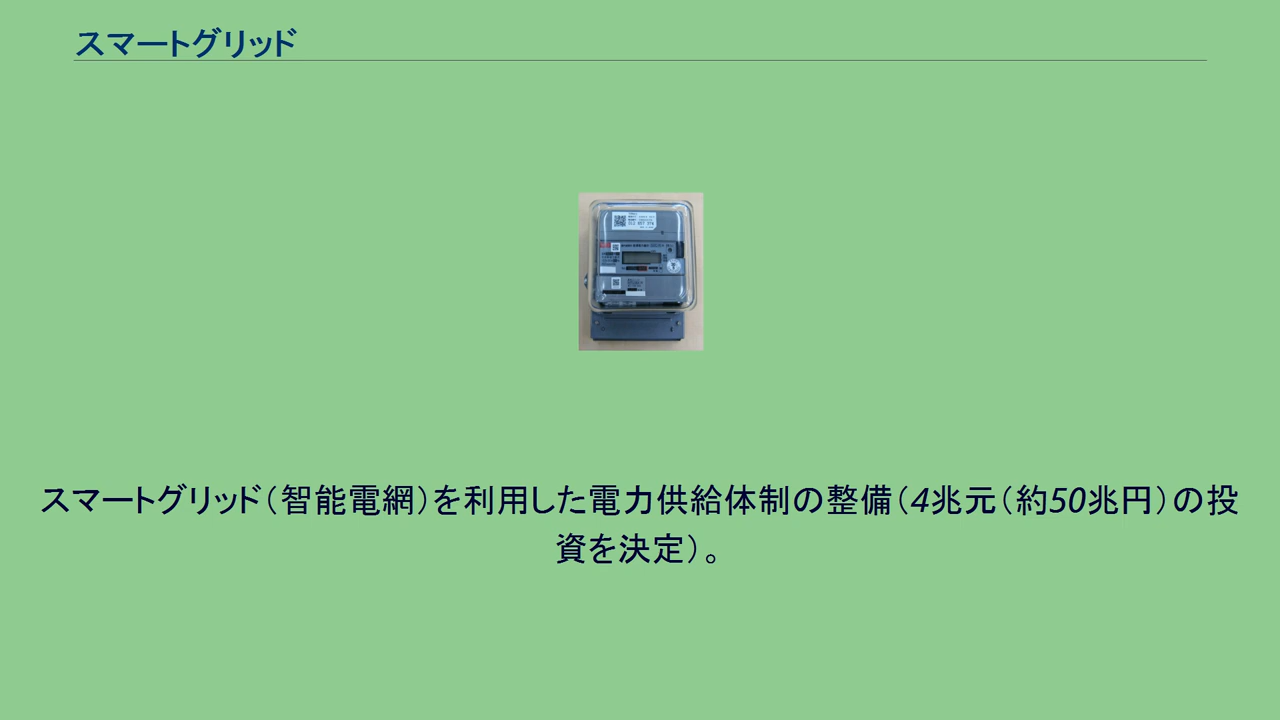 スマートグリッド
スマートグリッド（智能電網）を利用した電力供給体制の整備（4兆元（約50兆円）の投
資を決定）。